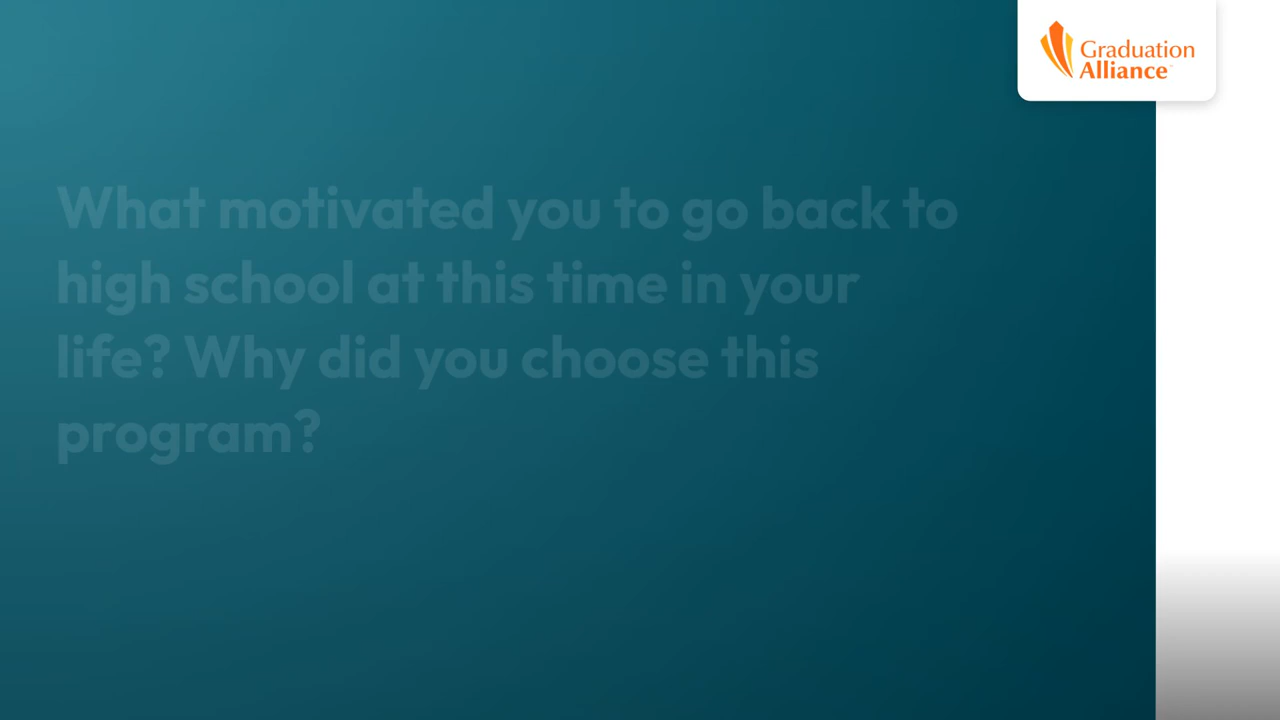 Graduation
Alliance
What motivated you to go back to
high school at this time in your
life? Why did you choose this
program?